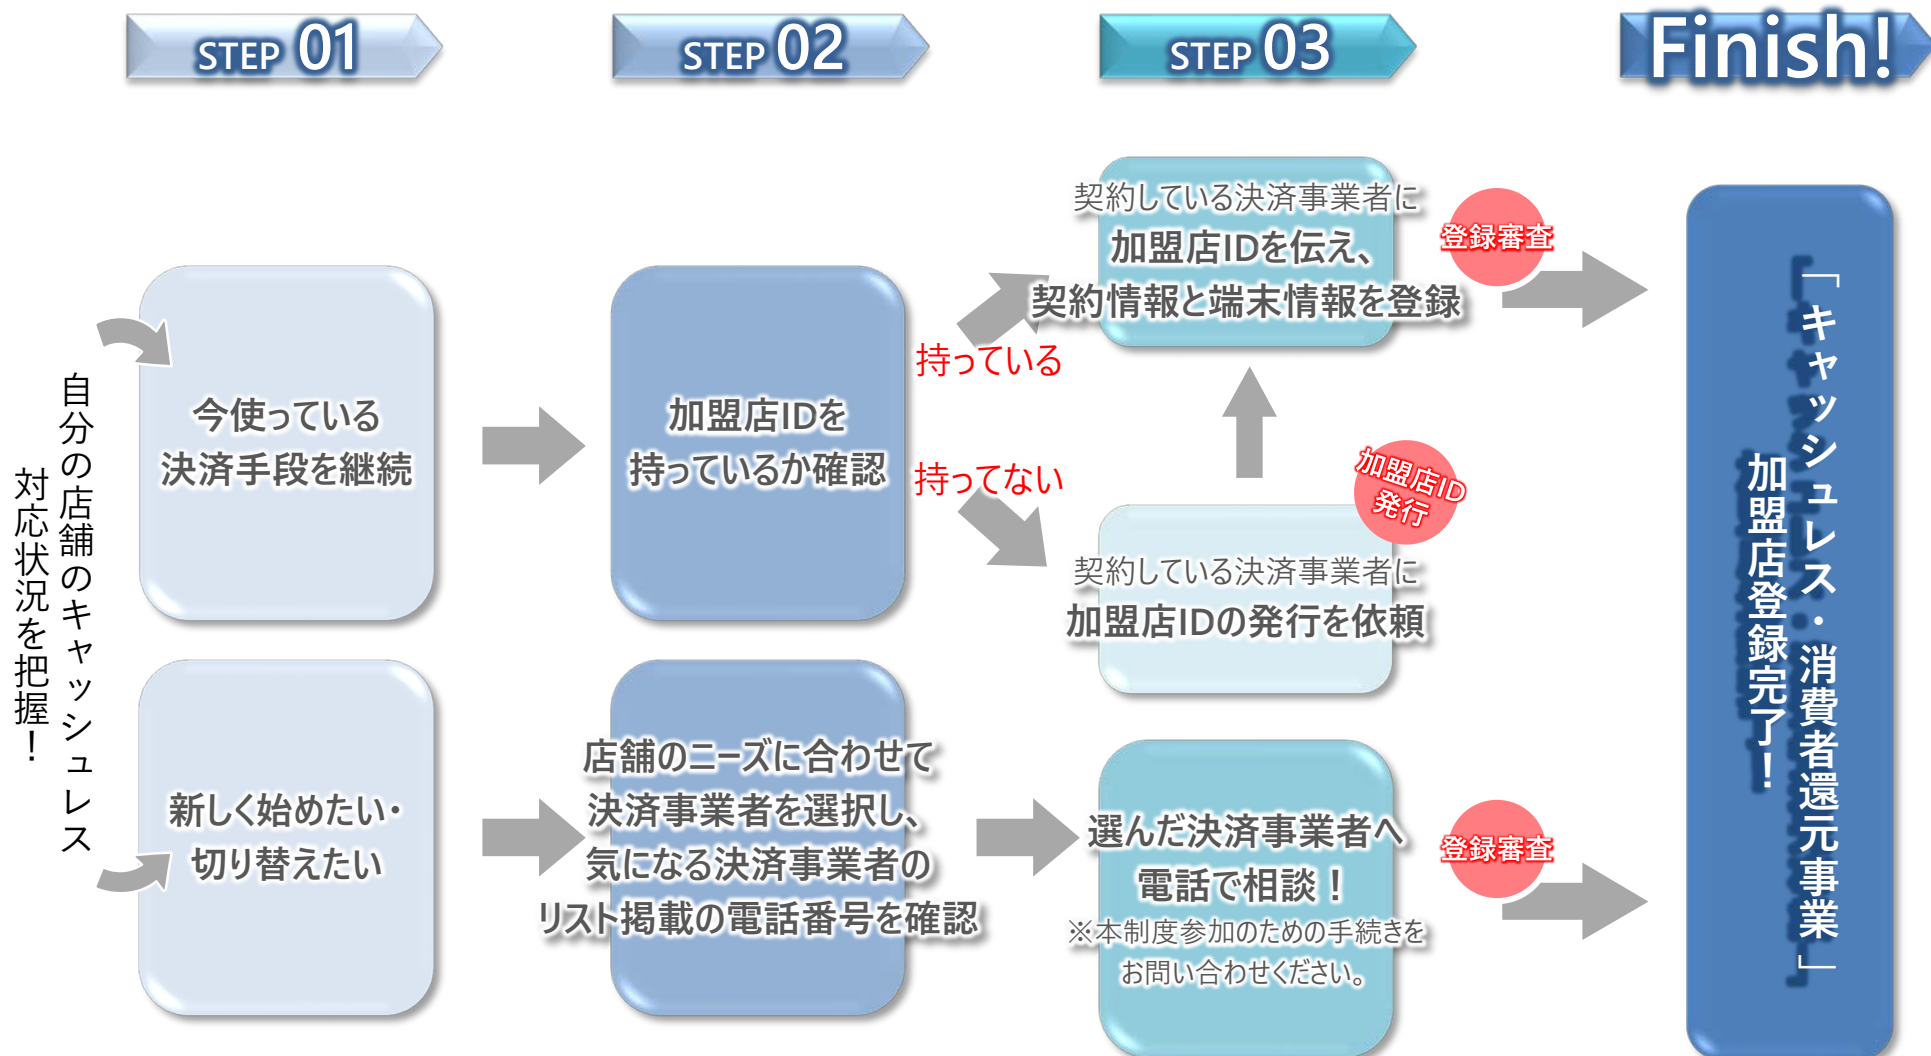 STEP 01
STEP 02
STEP 03
Finish!
自分の店舗のキャッシュレス
対応状況を把握！
今使っている
決済手段を継続
加盟店IDを
持っているか確認
持っている
持ってない
契約している決済事業者に
加盟店IDを伝え、
契約情報と端末情報を登録
登録審査
加盟店ID
発行
契約している決済事業者に
加盟店IDの発行を依頼
新しく始めたい・
切り替えたい
店舗のニーズに合わせて
決済事業者を選択し、
気になる決済事業者の
リスト掲載の電話番号を確認
選んだ決済事業者へ
電話で相談！
※本制度参加のための手続きを
お問い合わせください。
登録審査
「キャッシュレス・消費者還元事業」
加盟店登録完了！